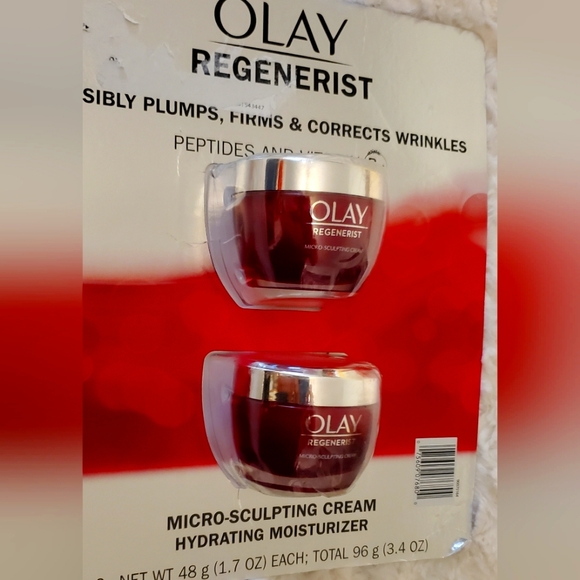 OLAY
REGENERIST
SIBLY PLUMPS, FIRMS & CORRECTS WRINKLES
PEPTIDES AND
OLAY
REGENERIST
MICRO-SCULPTING CREAM
OLAY
REGENERIST
MICRO-SCULPTING CREAM
MICRO-SCULPTING CREAM
HYDRATING MOISTURIZER
NET WT 48 g (1.7 OZ) EACH; TOTAL 96 g (3.4 OZ)